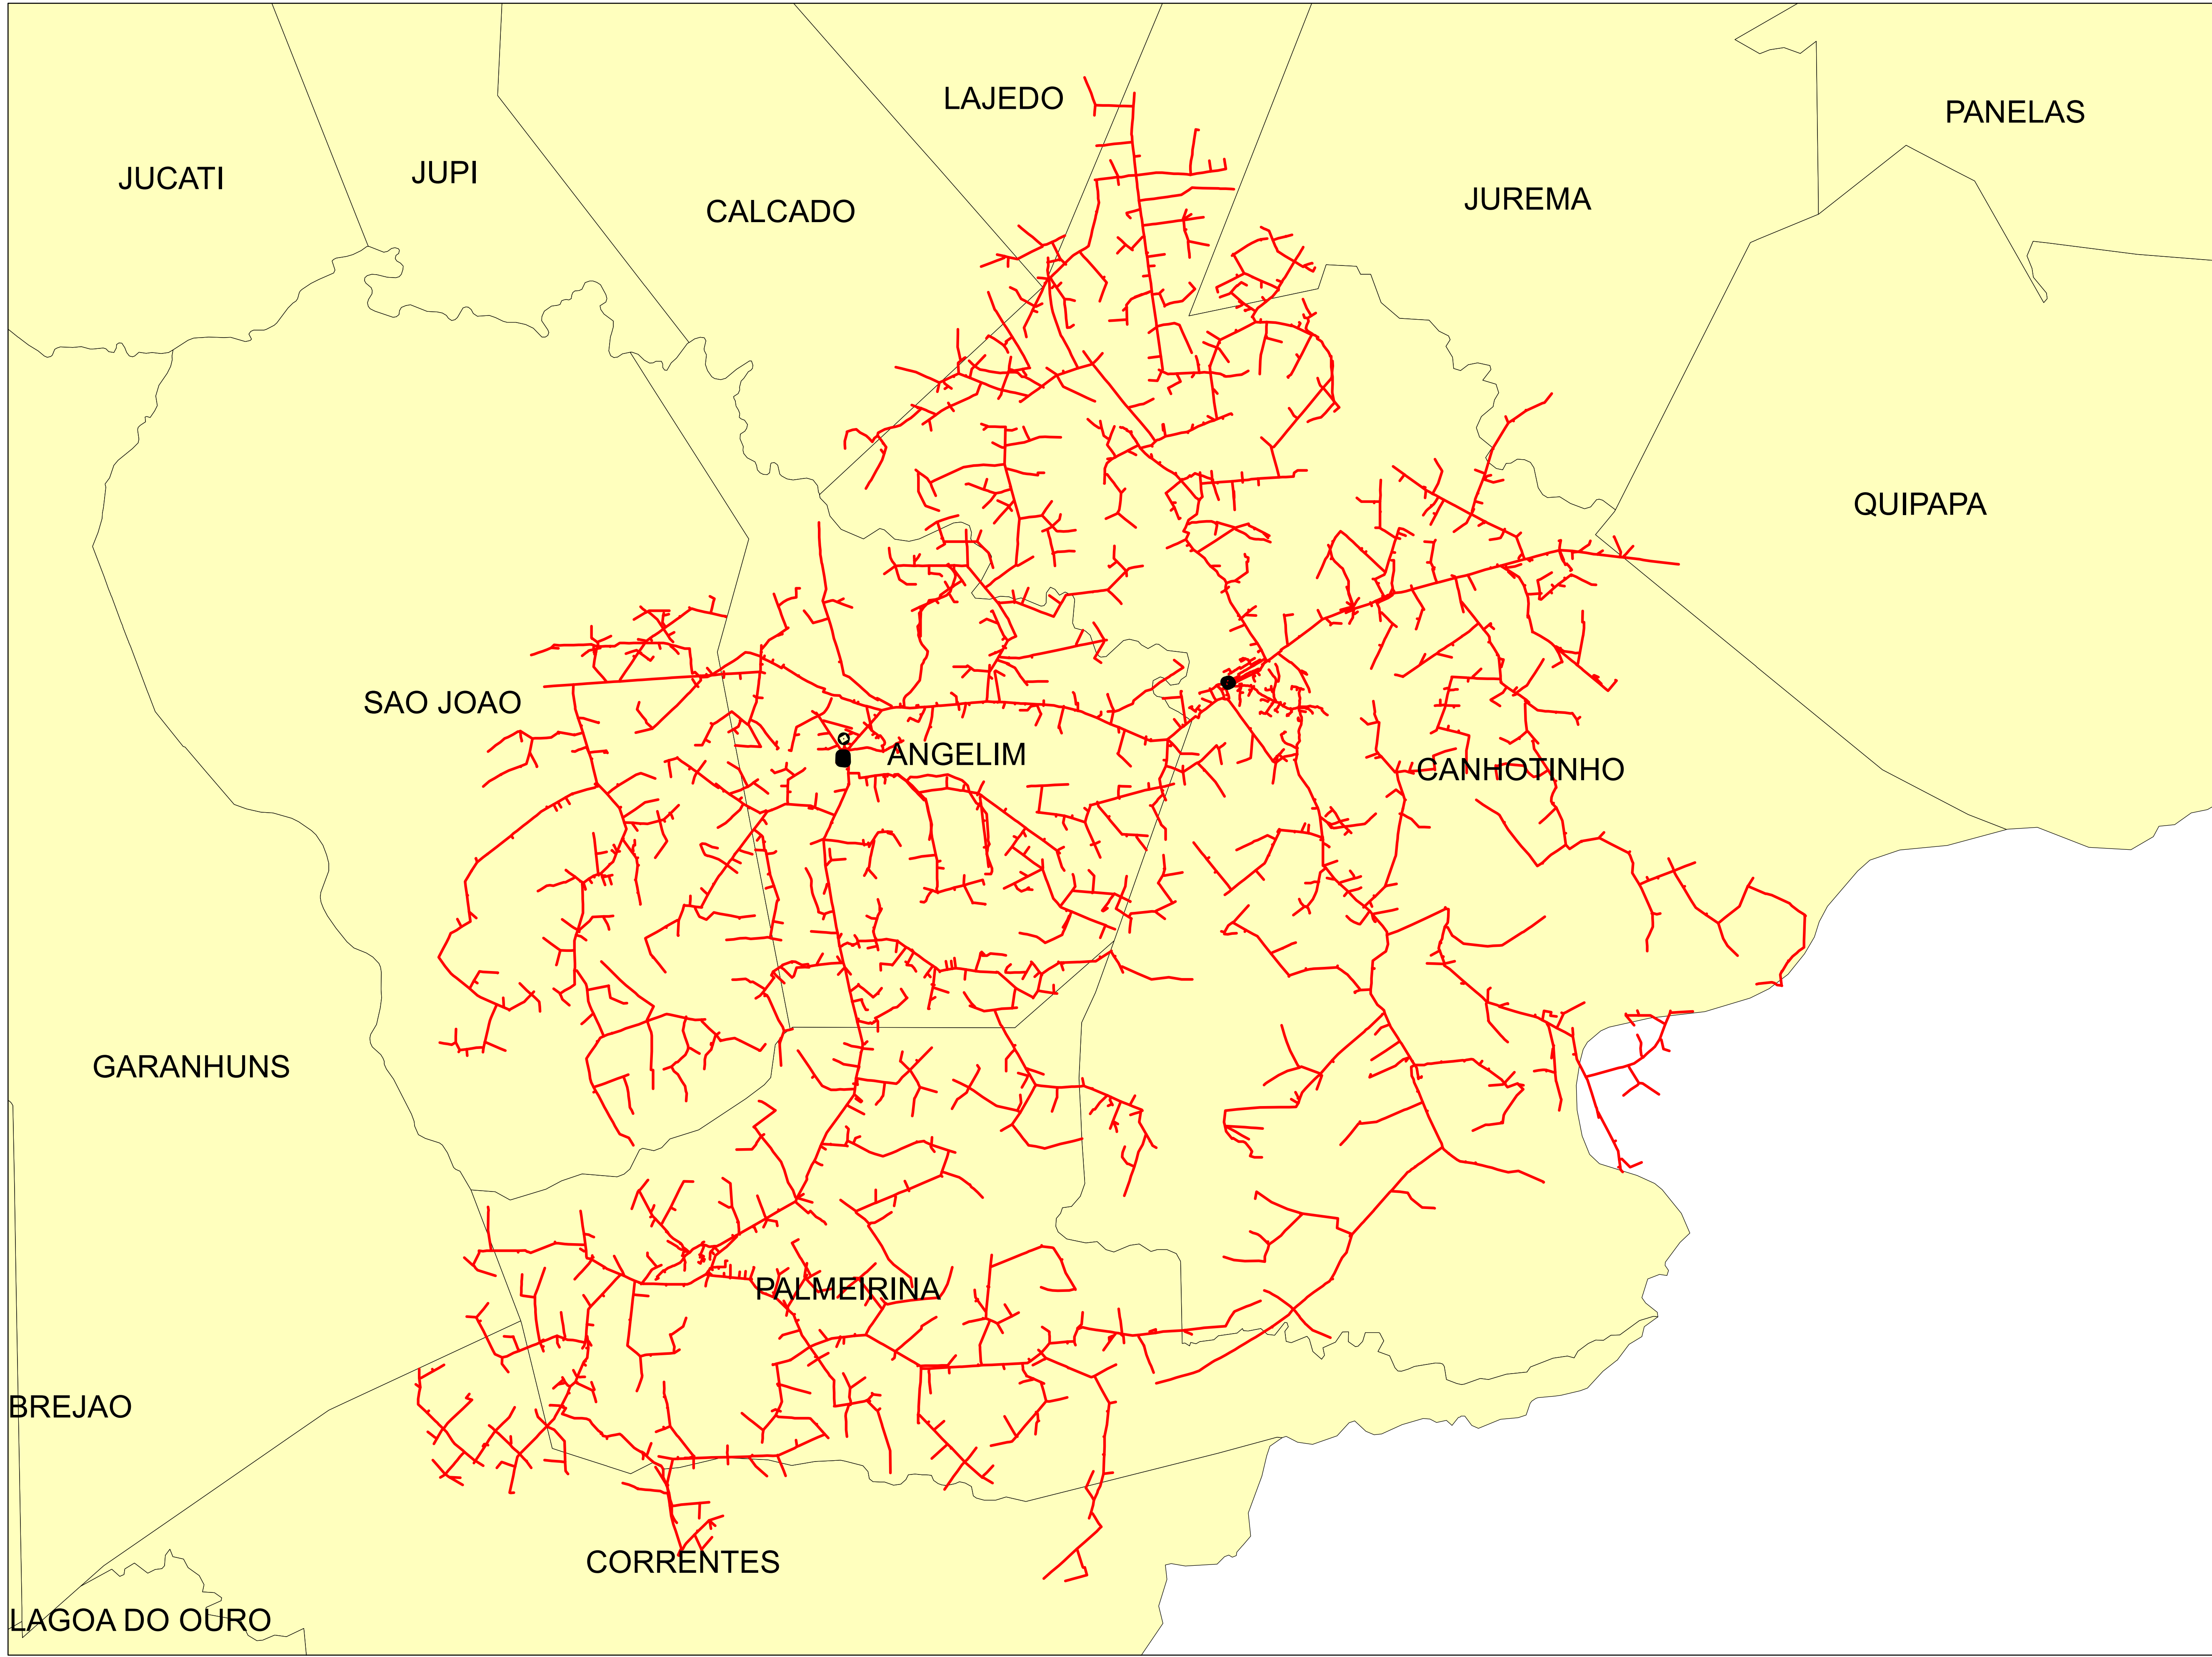 LAJEDO
PANELAS
JUCATI
JUPI
JUREMA
CALCADO
QUIPAPA
SAO JOAO
ANGELIM
CANHOTINHO
GARANHUNS
PALMEIRINA
BREJAO
CORRENTES
LAGOA DO OURO